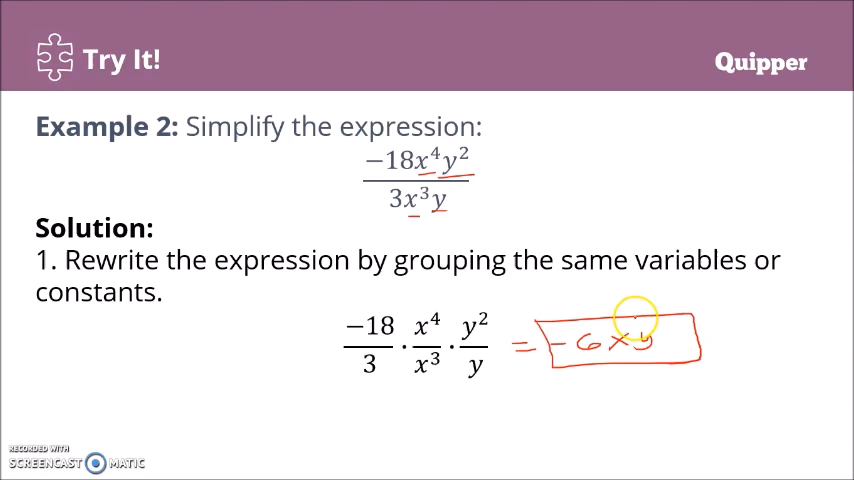 Try It!
Quipper
Example 2: Simplify the expression:
−18x⁴y²
3x³y
Solution:
1. Rewrite the expression by grouping the same variables or
constants.
−18/3 · x⁴/x³ · y²/y = −6xy
RECORDED WITH
SCREENCAST MATIC